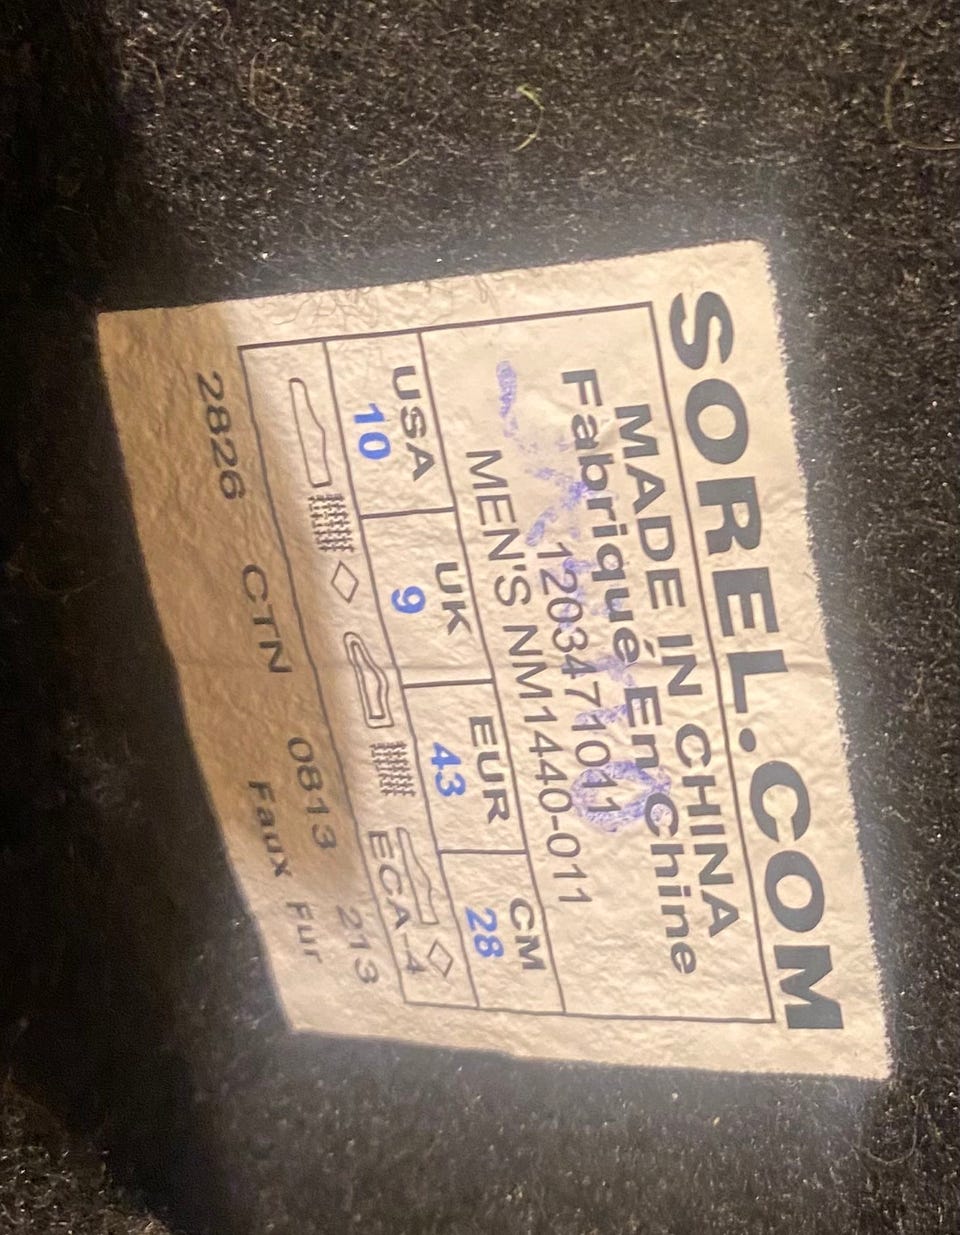 SOREL.COM
MADE IN CHINA
Fabriqué En Chine
1203471011
MEN'S NM1440-011
USA UK EUR CM
10 9 43 28
ECA-4
2826 CTN 0813 213
Faux Fur